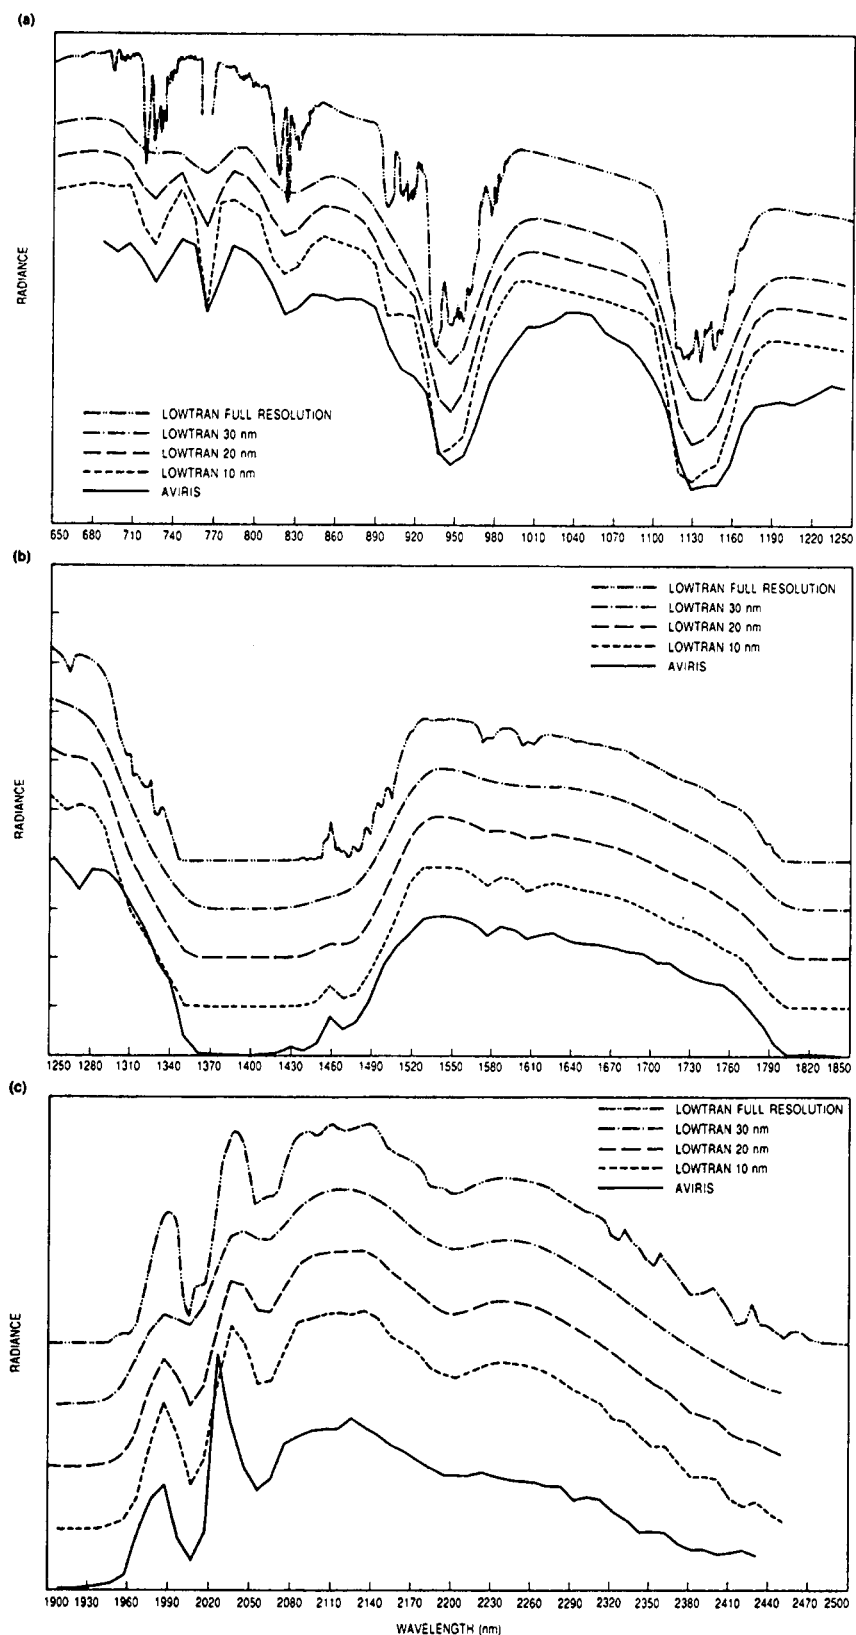 (a)
RADIANCE
LOWTRAN FULL RESOLUTION
LOWTRAN 30 nm
LOWTRAN 20 nm
LOWTRAN 10 nm
AVIRIS
650 680 710 740 770 800 830 860 890 920 950 980 1010 1040 1070 1100 1130 1160 1190 1220 1250
(b)
RADIANCE
LOWTRAN FULL RESOLUTION
LOWTRAN 30 nm
LOWTRAN 20 nm
LOWTRAN 10 nm
AVIRIS
1250 1280 1310 1340 1370 1400 1430 1460 1490 1520 1550 1580 1610 1640 1670 1700 1730 1760 1790 1820 1850
(c)
RADIANCE
LOWTRAN FULL RESOLUTION
LOWTRAN 30 nm
LOWTRAN 20 nm
LOWTRAN 10 nm
AVIRIS
1900 1930 1960 1990 2020 2050 2080 2110 2140 2170 2200 2230 2260 2290 2320 2350 2380 2410 2440 2470 2500
WAVELENGTH (nm)